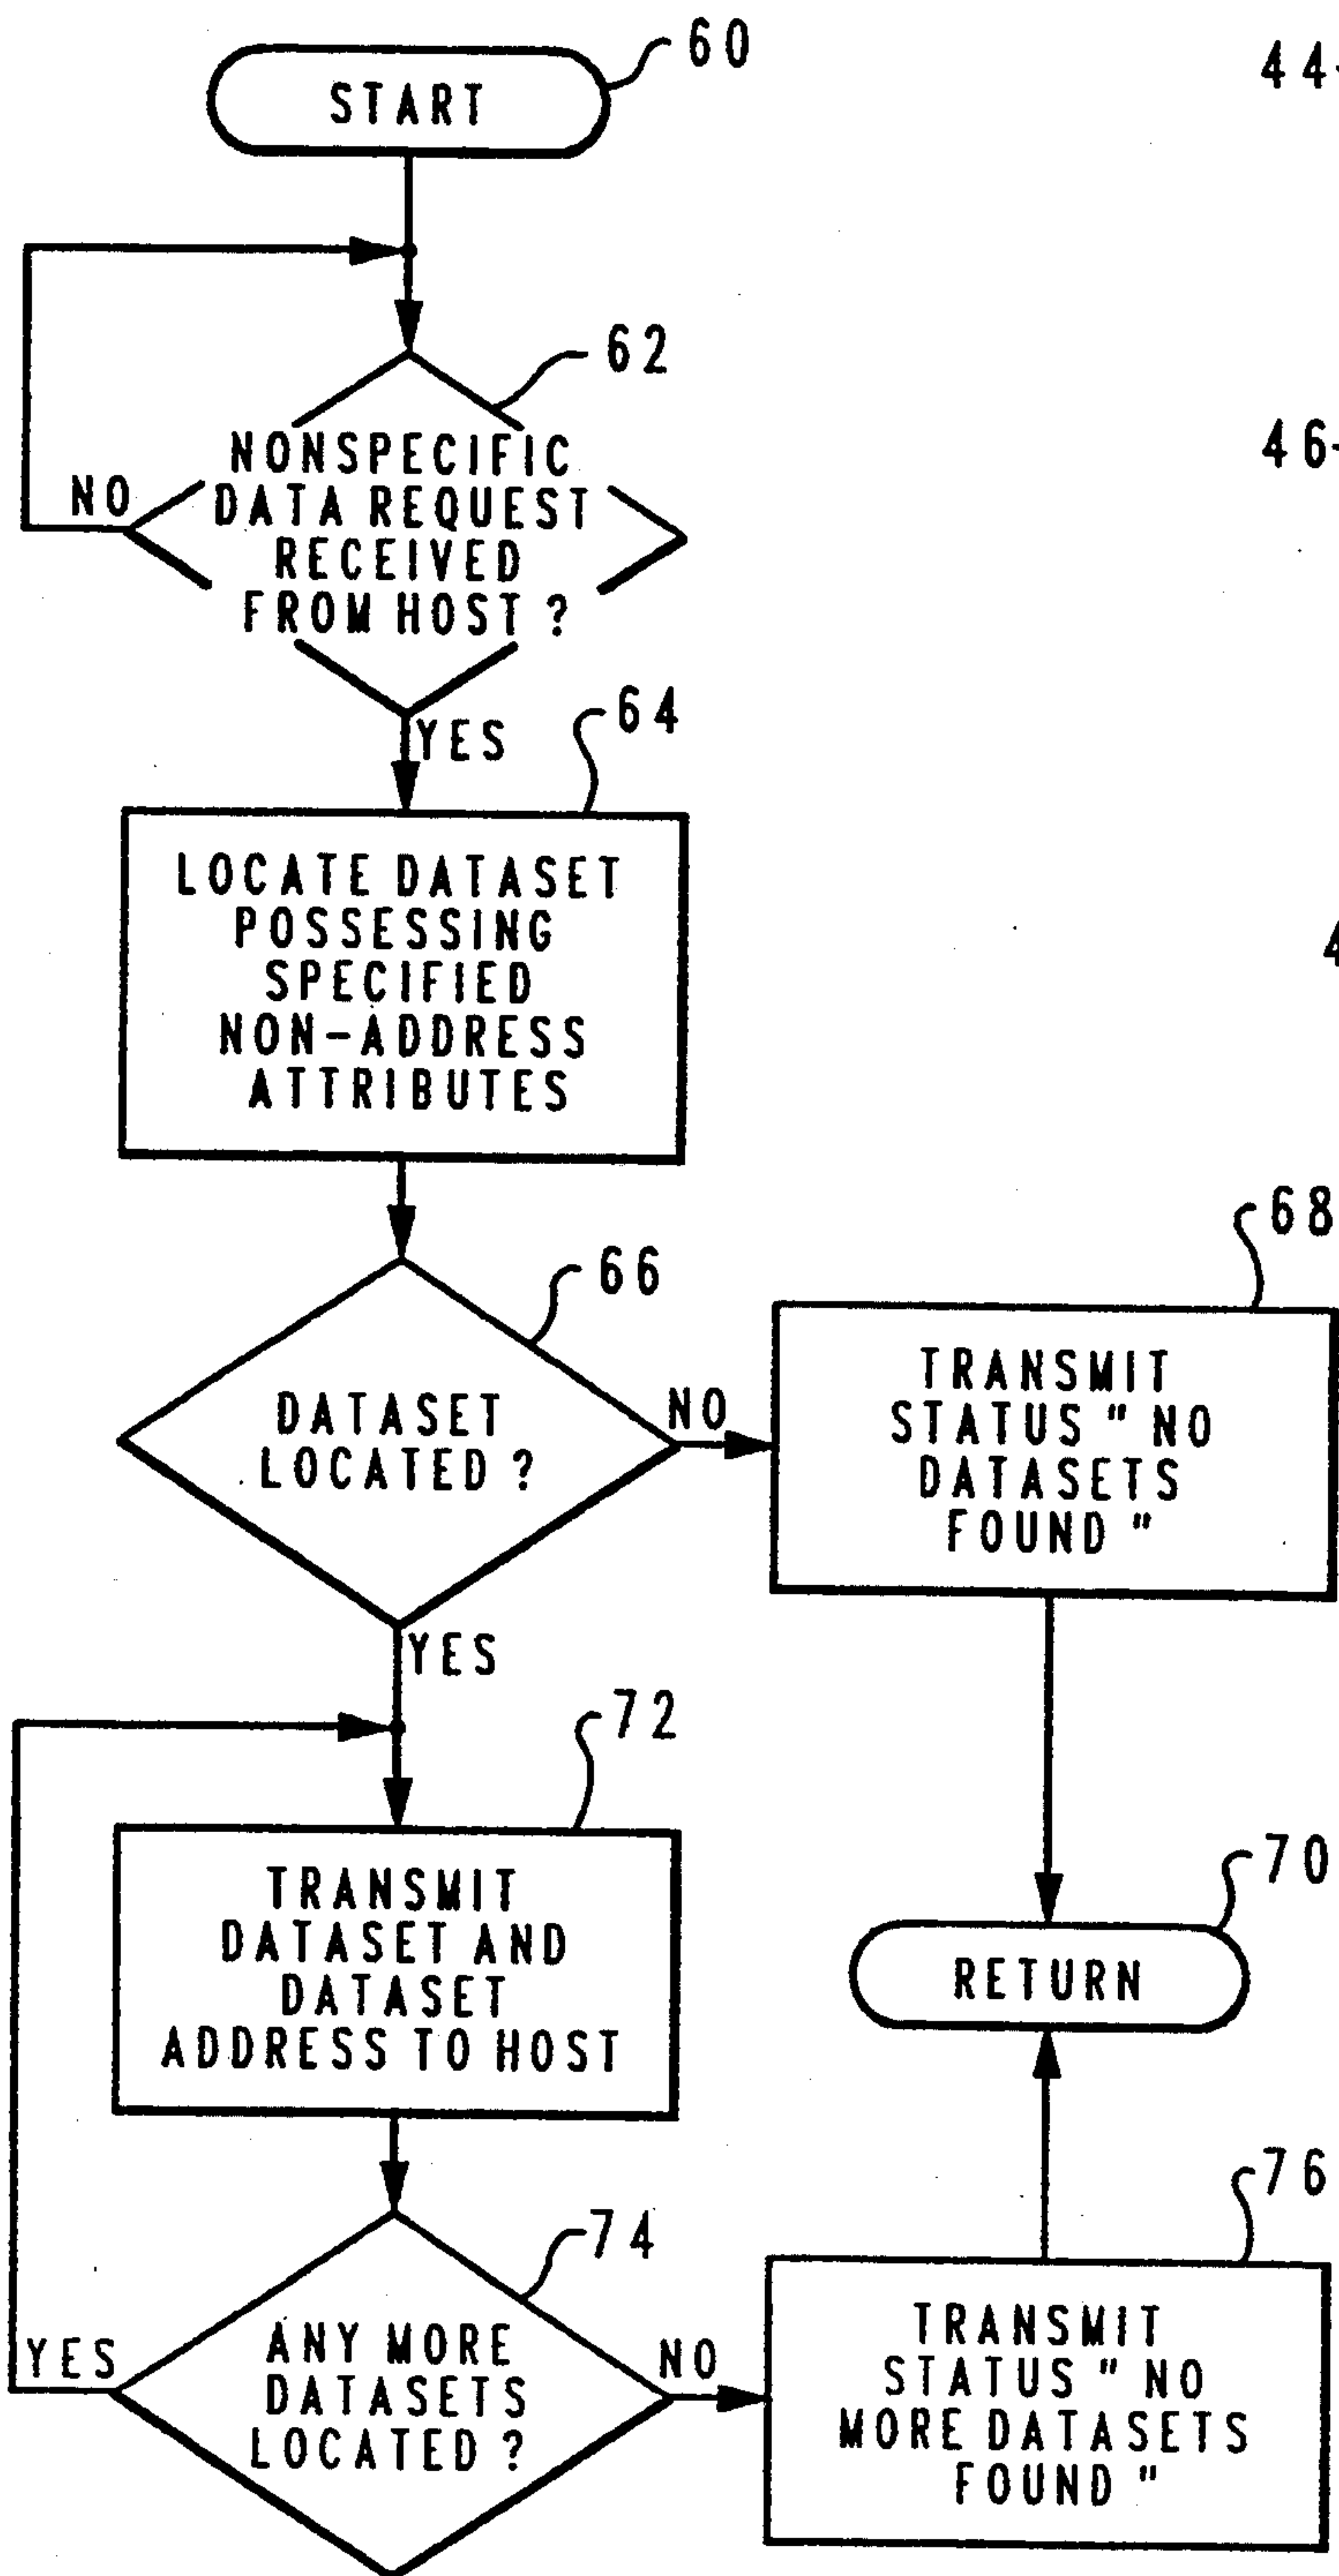 START
60
44
62
NONSPECIFIC
DATA REQUEST
RECEIVED
FROM HOST ?
NO
46
YES
64
LOCATE DATASET
POSSESSING
SPECIFIED
NON-ADDRESS
ATTRIBUTES
4
66
DATASET
LOCATED ?
NO
68
TRANSMIT
STATUS " NO
DATASETS
FOUND "
YES
72
TRANSMIT
DATASET AND
DATASET
ADDRESS TO HOST
70
RETURN
74
ANY MORE
DATASETS
LOCATED ?
YES
NO
76
TRANSMIT
STATUS " NO
MORE DATASETS
FOUND "